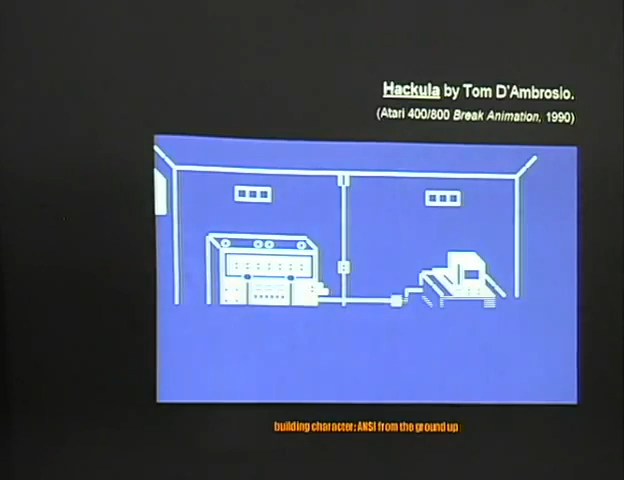 Hackula by Tom D'Ambrosio.
(Atari 400/800 Break Animation, 1990)
building character: ANSI from the ground up